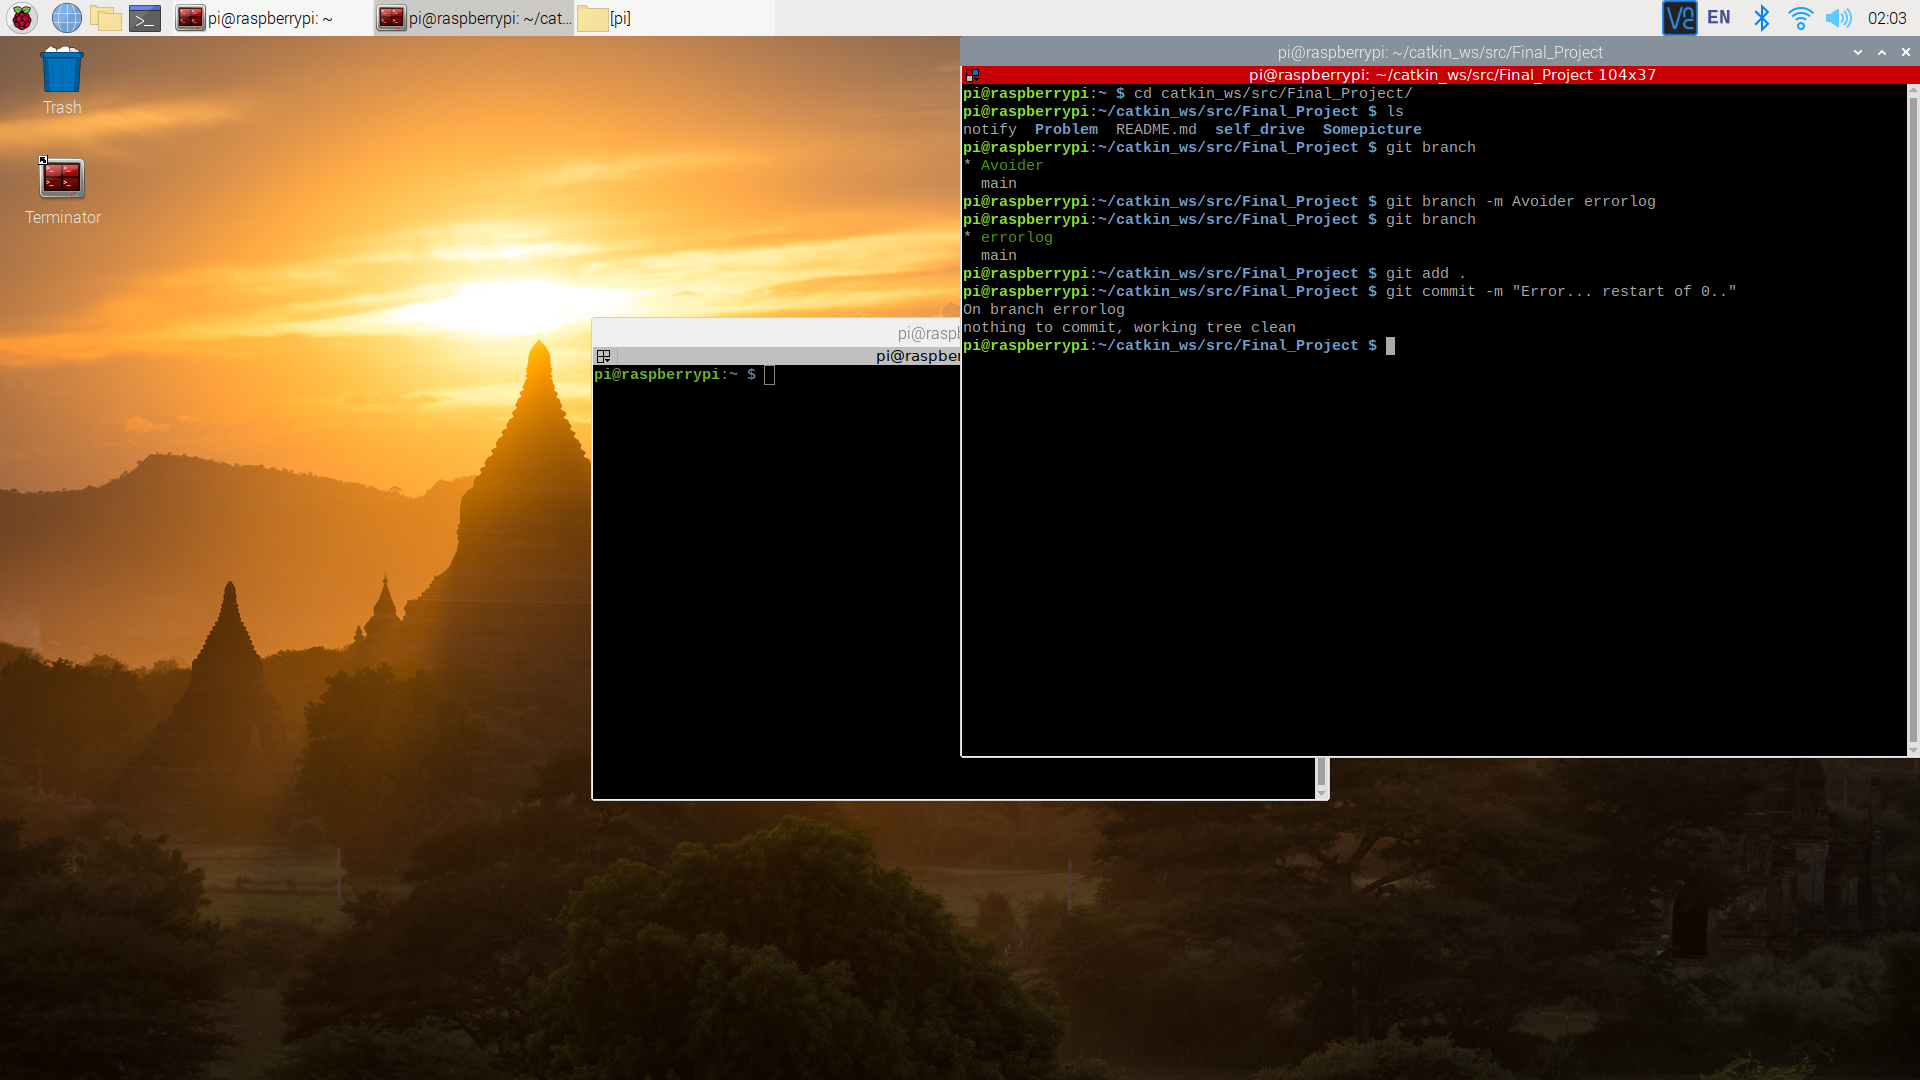 pi@raspberrypi: ~
pi@raspberrypi: ~/cat...
[pi]
EN
02:03
Trash
Terminator
pi@raspberrypi: ~/catkin_ws/src/Final_Project
pi@raspberrypi: ~/catkin_ws/src/Final_Project 104x37
pi@raspberrypi:~ $ cd catkin_ws/src/Final_Project/
pi@raspberrypi:~/catkin_ws/src/Final_Project $ ls
notify  Problem  README.md  self_drive  Somepicture
pi@raspberrypi:~/catkin_ws/src/Final_Project $ git branch
* Avoider
  main
pi@raspberrypi:~/catkin_ws/src/Final_Project $ git branch -m Avoider errorlog
pi@raspberrypi:~/catkin_ws/src/Final_Project $ git branch
* errorlog
  main
pi@raspberrypi:~/catkin_ws/src/Final_Project $ git add .
pi@raspberrypi:~/catkin_ws/src/Final_Project $ git commit -m "Error... restart of 0.."
On branch errorlog
nothing to commit, working tree clean
pi@raspberrypi:~/catkin_ws/src/Final_Project $
pi@rasp
pi@raspber
pi@raspberrypi:~ $